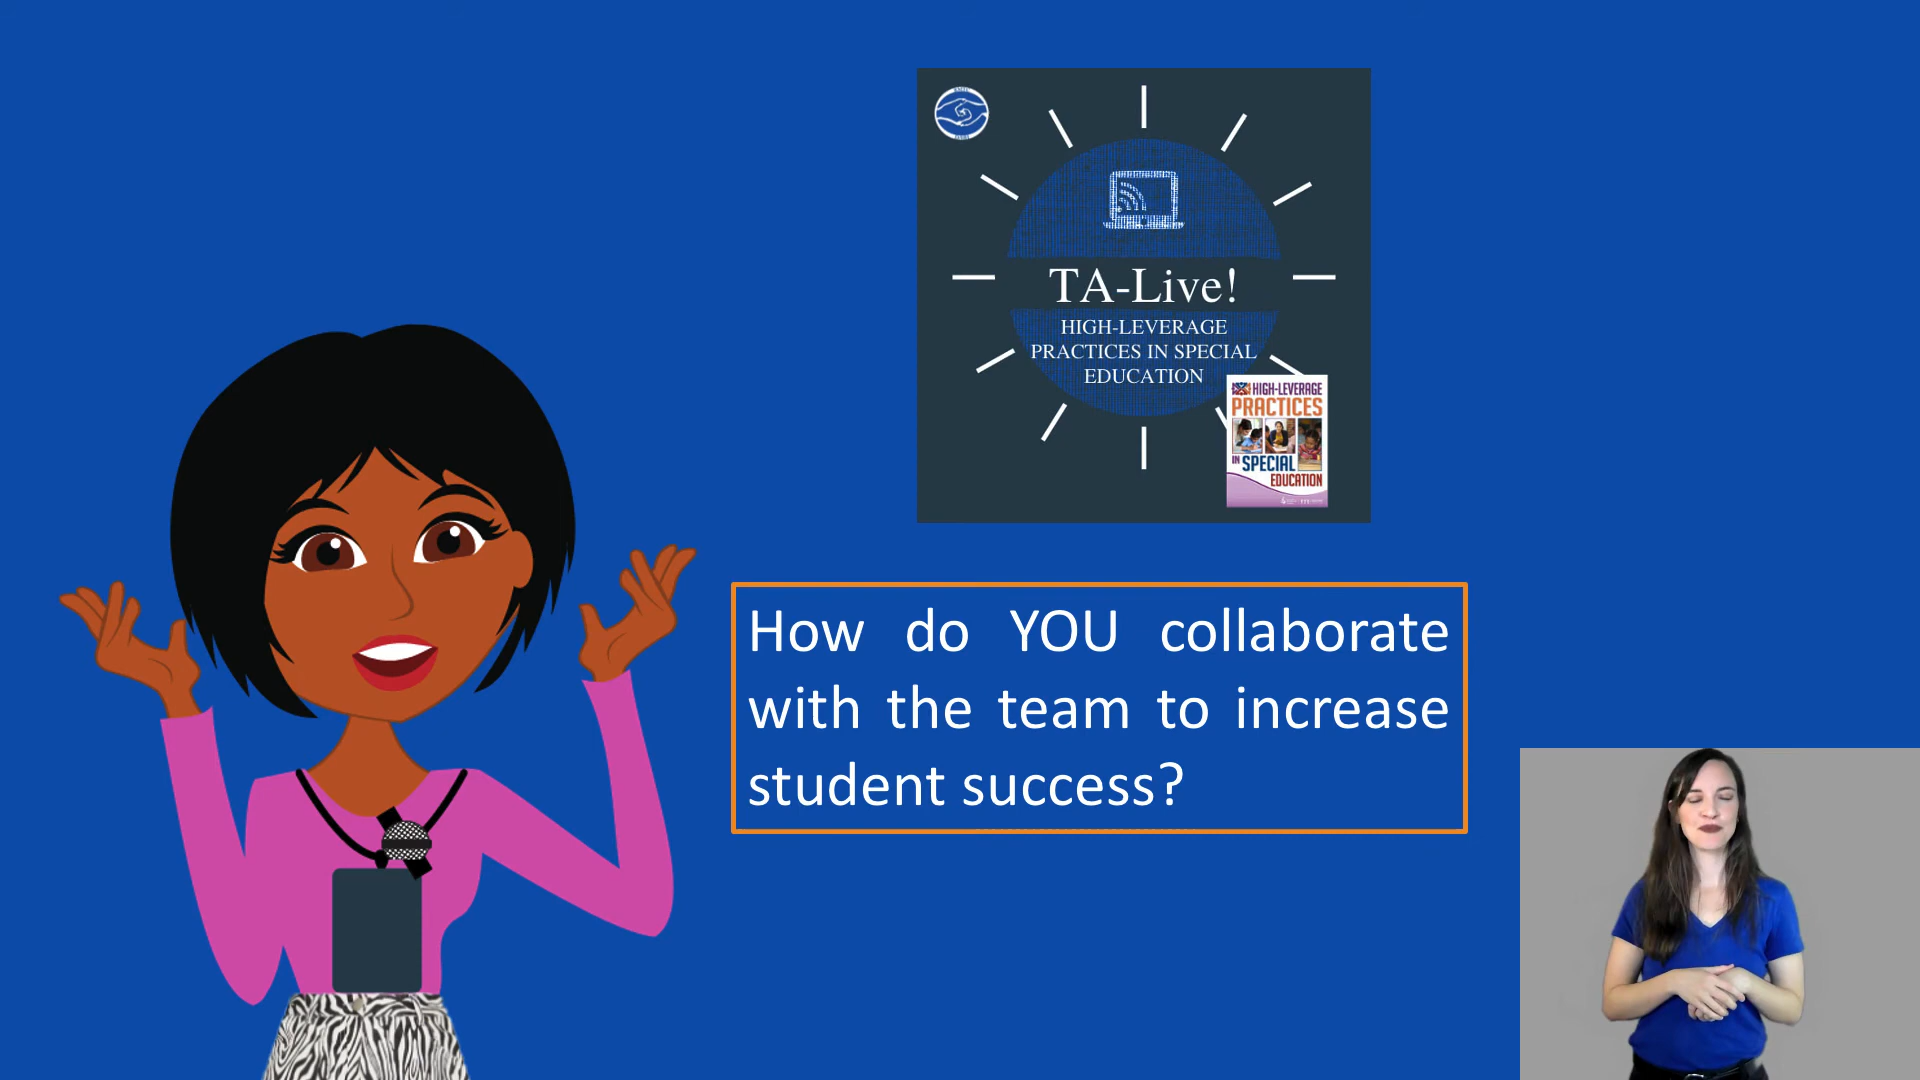 TA-Live!
HIGH-LEVERAGE
PRACTICES IN SPECIAL
EDUCATION
HIGH-LEVERAGE
PRACTICES
IN SPECIAL
EDUCATION
How do YOU collaborate
with the team to increase
student success?